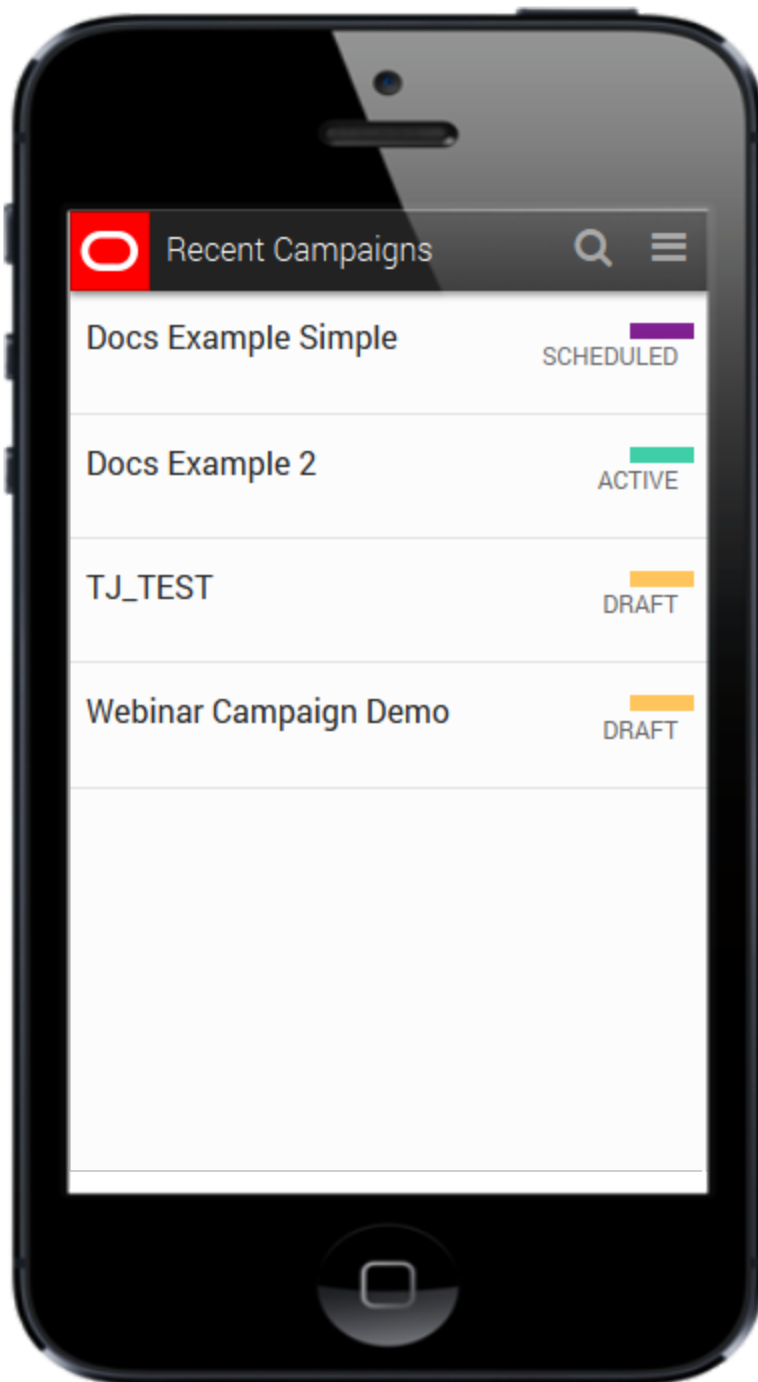 Recent Campaigns
Docs Example Simple
SCHEDULED
Docs Example 2
ACTIVE
TJ_TEST
DRAFT
Webinar Campaign Demo
DRAFT